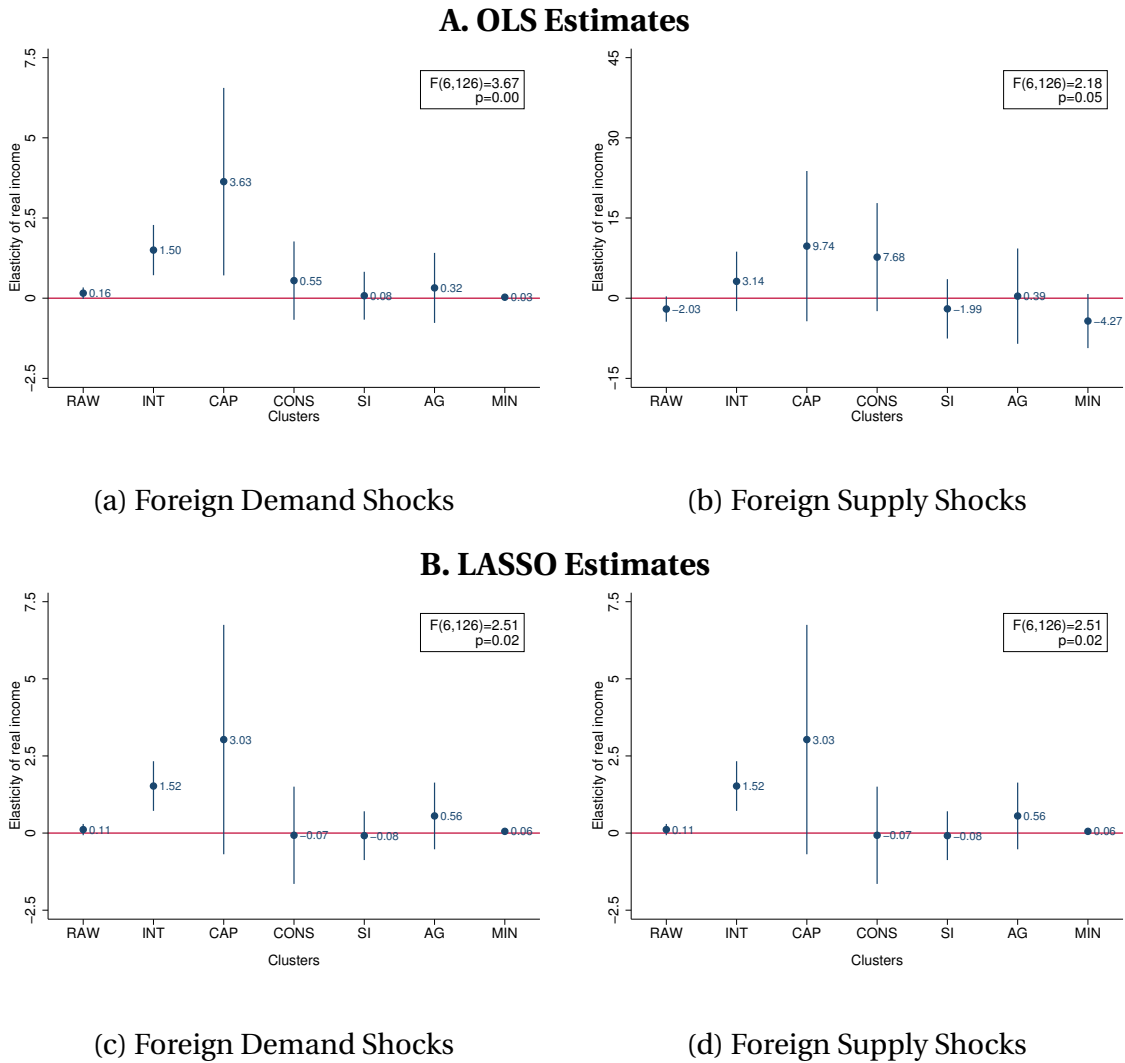 A. OLS Estimates
Elasticity of real income
7.5
5
2.5
0
−2.5
F(6,126)=3.67
p=0.00
0.16
1.50
3.63
0.55
0.08
0.32
0.03
RAW INT CAP CONS SI AG MIN
Clusters
(a) Foreign Demand Shocks
Elasticity of real income
45
30
15
0
−15
F(6,126)=2.18
p=0.05
−2.03
3.14
9.74
7.68
−1.99
0.39
−4.27
RAW INT CAP CONS SI AG MIN
Clusters
(b) Foreign Supply Shocks
B. LASSO Estimates
Elasticity of real income
7.5
5
2.5
0
−2.5
F(6,126)=2.51
p=0.02
0.11
1.52
3.03
−0.07
−0.08
0.56
0.06
RAW INT CAP CONS SI AG MIN
Clusters
(c) Foreign Demand Shocks
Elasticity of real income
7.5
5
2.5
0
−2.5
F(6,126)=2.51
p=0.02
0.11
1.52
3.03
−0.07
−0.08
0.56
0.06
RAW INT CAP CONS SI AG MIN
Clusters
(d) Foreign Supply Shocks